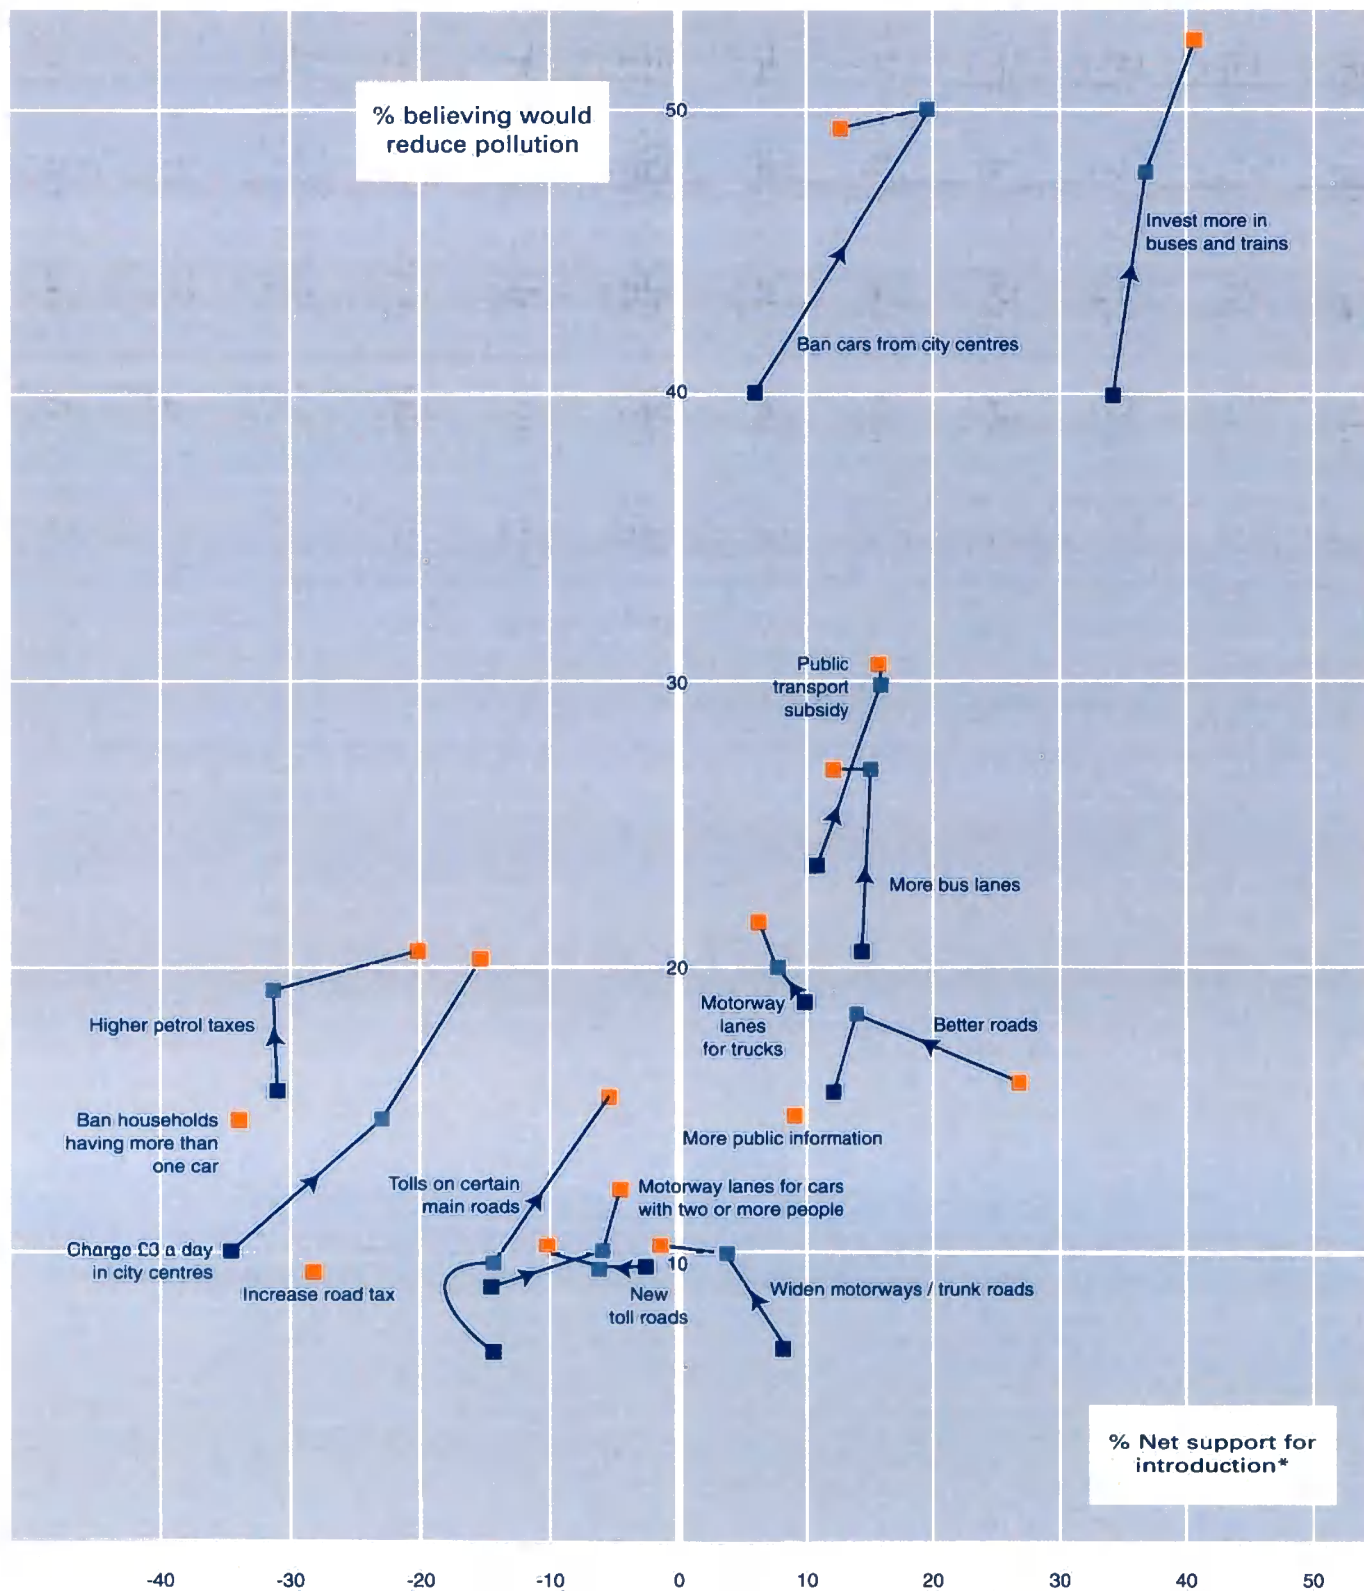 % believing would
reduce pollution
50
Invest more in
buses and trains
Ban cars from city centres
40
Public
transport
subsidy
30
More bus lanes
20
Motorway
lanes
for trucks
Better roads
Higher petrol taxes
Ban households
having more than
one car
More public information
Tolls on certain
main roads
Motorway lanes for cars
with two or more people
Charge £3 a day
in city centres
Increase road tax
10
New
toll roads
Widen motorways / trunk roads
% Net support for
introduction*
-40 -30 -20 -10 0 10 20 30 40 50